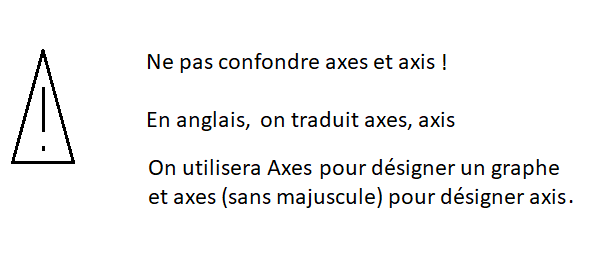 Ne pas confondre axes et axis !
En anglais, on traduit axes, axis
On utilisera Axes pour désigner un graphe
et axes (sans majuscule) pour désigner axis.